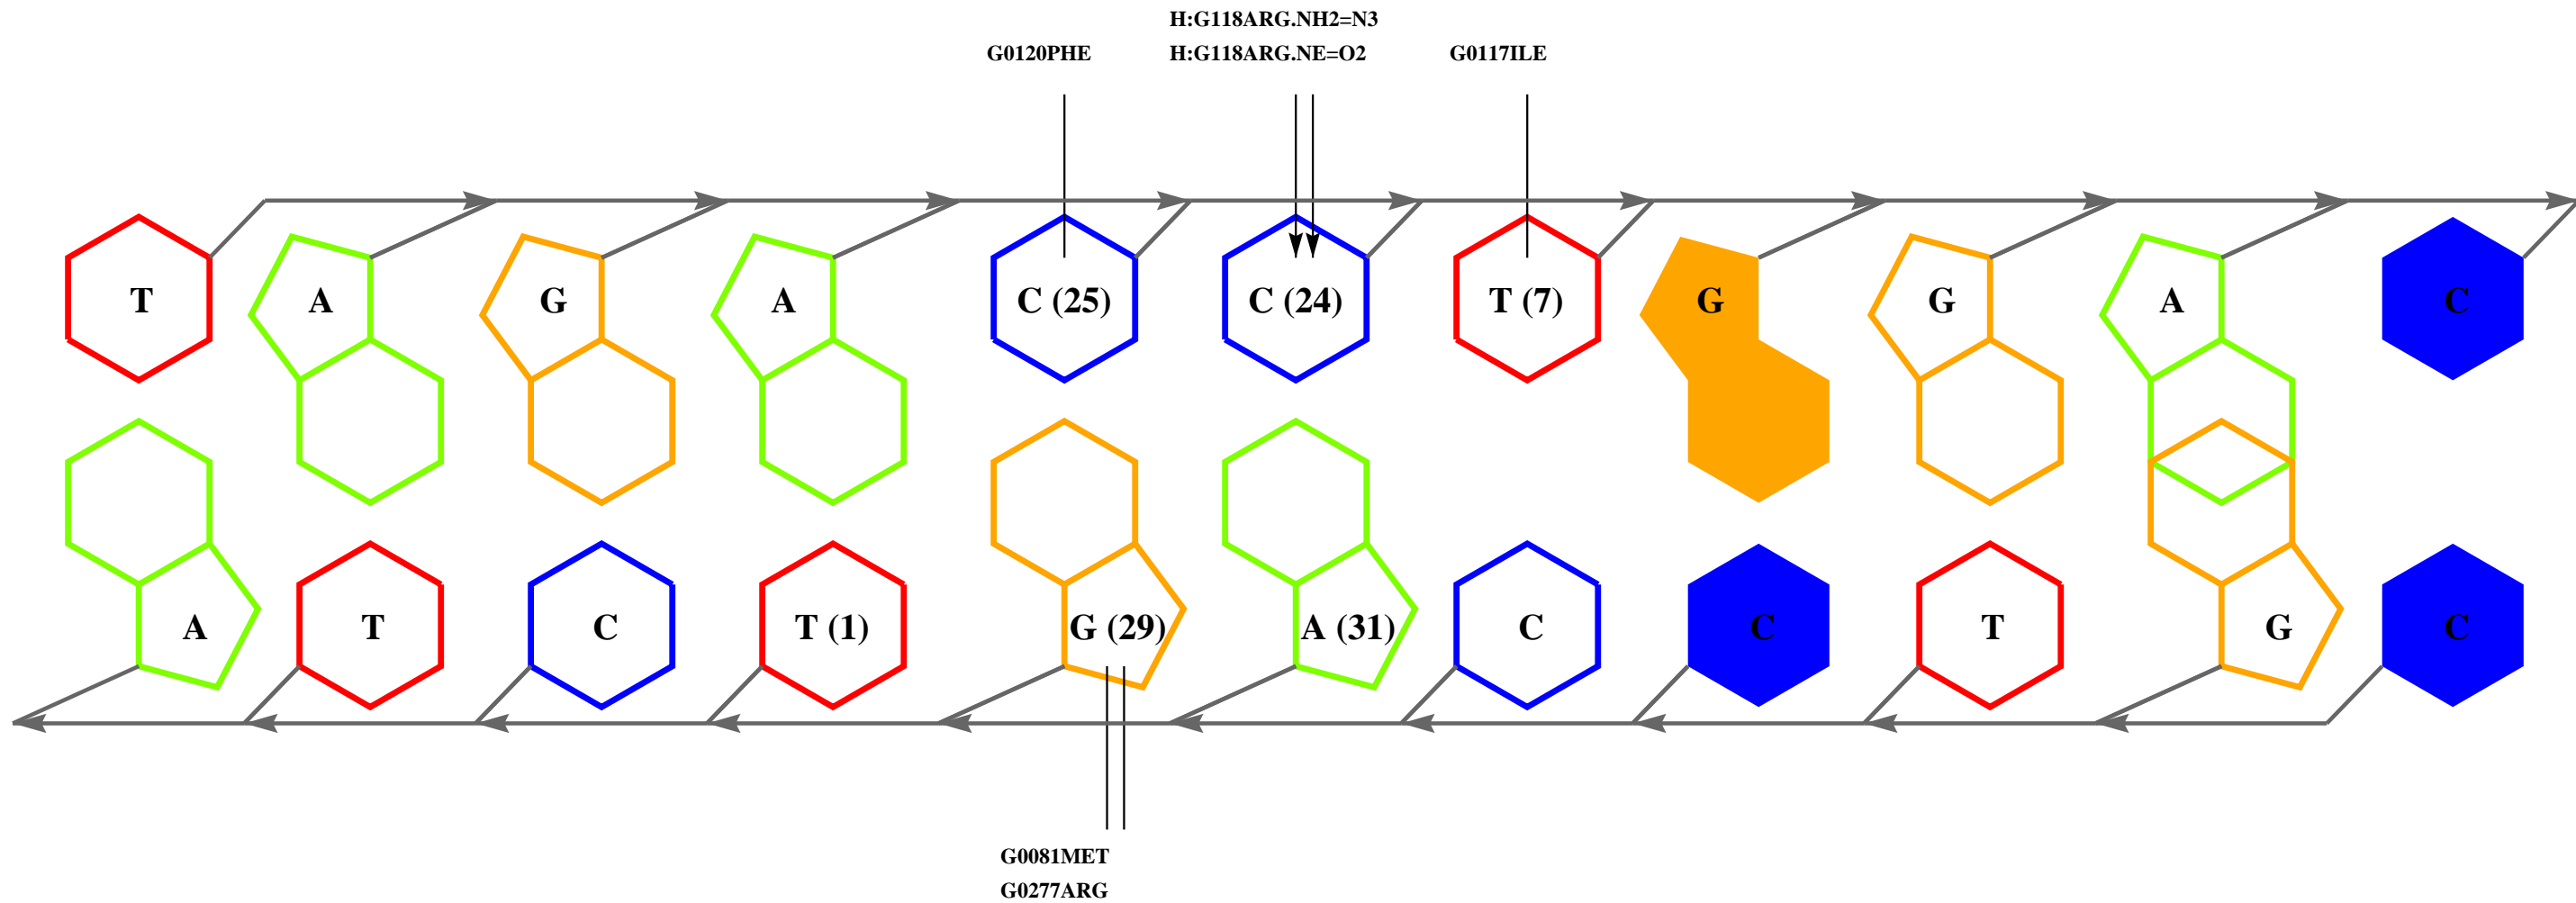 H:G118ARG.NH2=N3
G0120PHE H:G118ARG.NE=O2 G0117ILE
T A G A C (25) C (24) T (7) G G A C
A T C T (1) G (29) A (31) C C T G C
G0081MET
G0277ARG